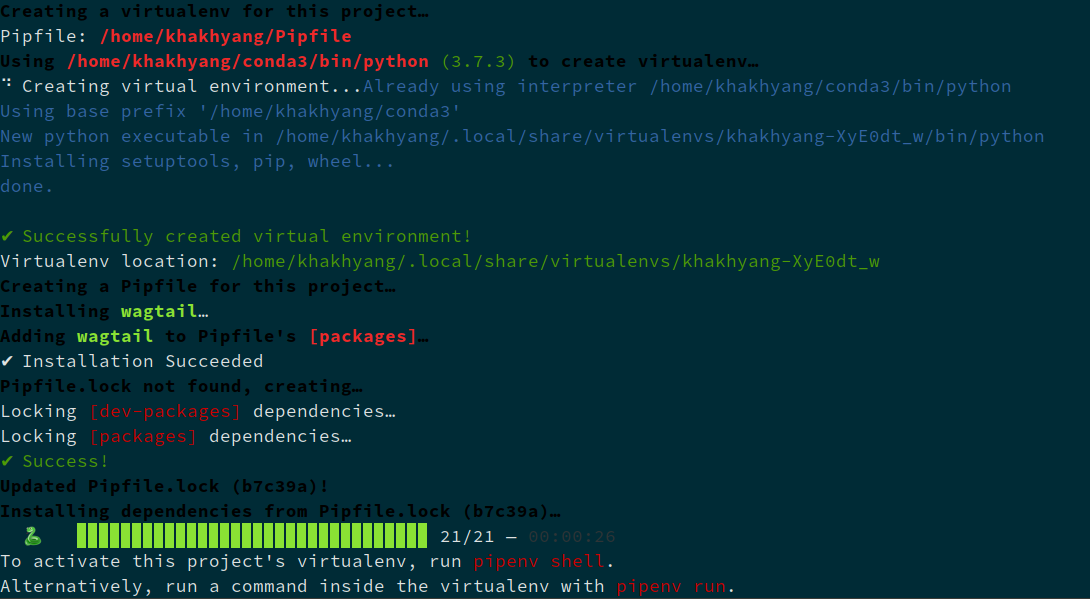 Creating a virtualenv for this project…
Pipfile: /home/khakhyang/Pipfile
Using /home/khakhyang/conda3/bin/python (3.7.3) to create virtualenv…
⠋ Creating virtual environment...Already using interpreter /home/khakhyang/conda3/bin/python
Using base prefix '/home/khakhyang/conda3'
New python executable in /home/khakhyang/.local/share/virtualenvs/khakhyang-XyE0dt_w/bin/python
Installing setuptools, pip, wheel...
done.
✔ Successfully created virtual environment!
Virtualenv location: /home/khakhyang/.local/share/virtualenvs/khakhyang-XyE0dt_w
Creating a Pipfile for this project…
Installing wagtail…
Adding wagtail to Pipfile's [packages]…
✔ Installation Succeeded
Pipfile.lock not found, creating…
Locking [dev-packages] dependencies…
Locking [packages] dependencies…
✔ Success!
Updated Pipfile.lock (b7c39a)!
Installing dependencies from Pipfile.lock (b7c39a)…
21/21 — 00:00:26
To activate this project's virtualenv, run pipenv shell.
Alternatively, run a command inside the virtualenv with pipenv run.